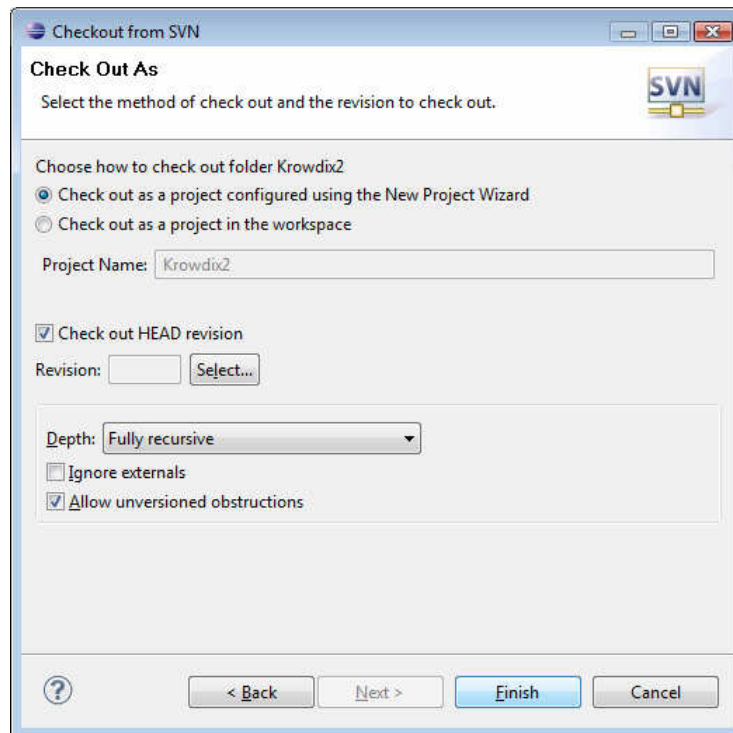 Checkout from SVN
Check Out As
Select the method of check out and the revision to check out.
SVN
Choose how to check out folder Krowdix2
Check out as a project configured using the New Project Wizard
Check out as a project in the workspace
Project Name: Krowdix2
Check out HEAD revision
Revision: Select...
Depth: Fully recursive
Ignore externals
Allow unversioned obstructions
? < Back Next > Finish Cancel